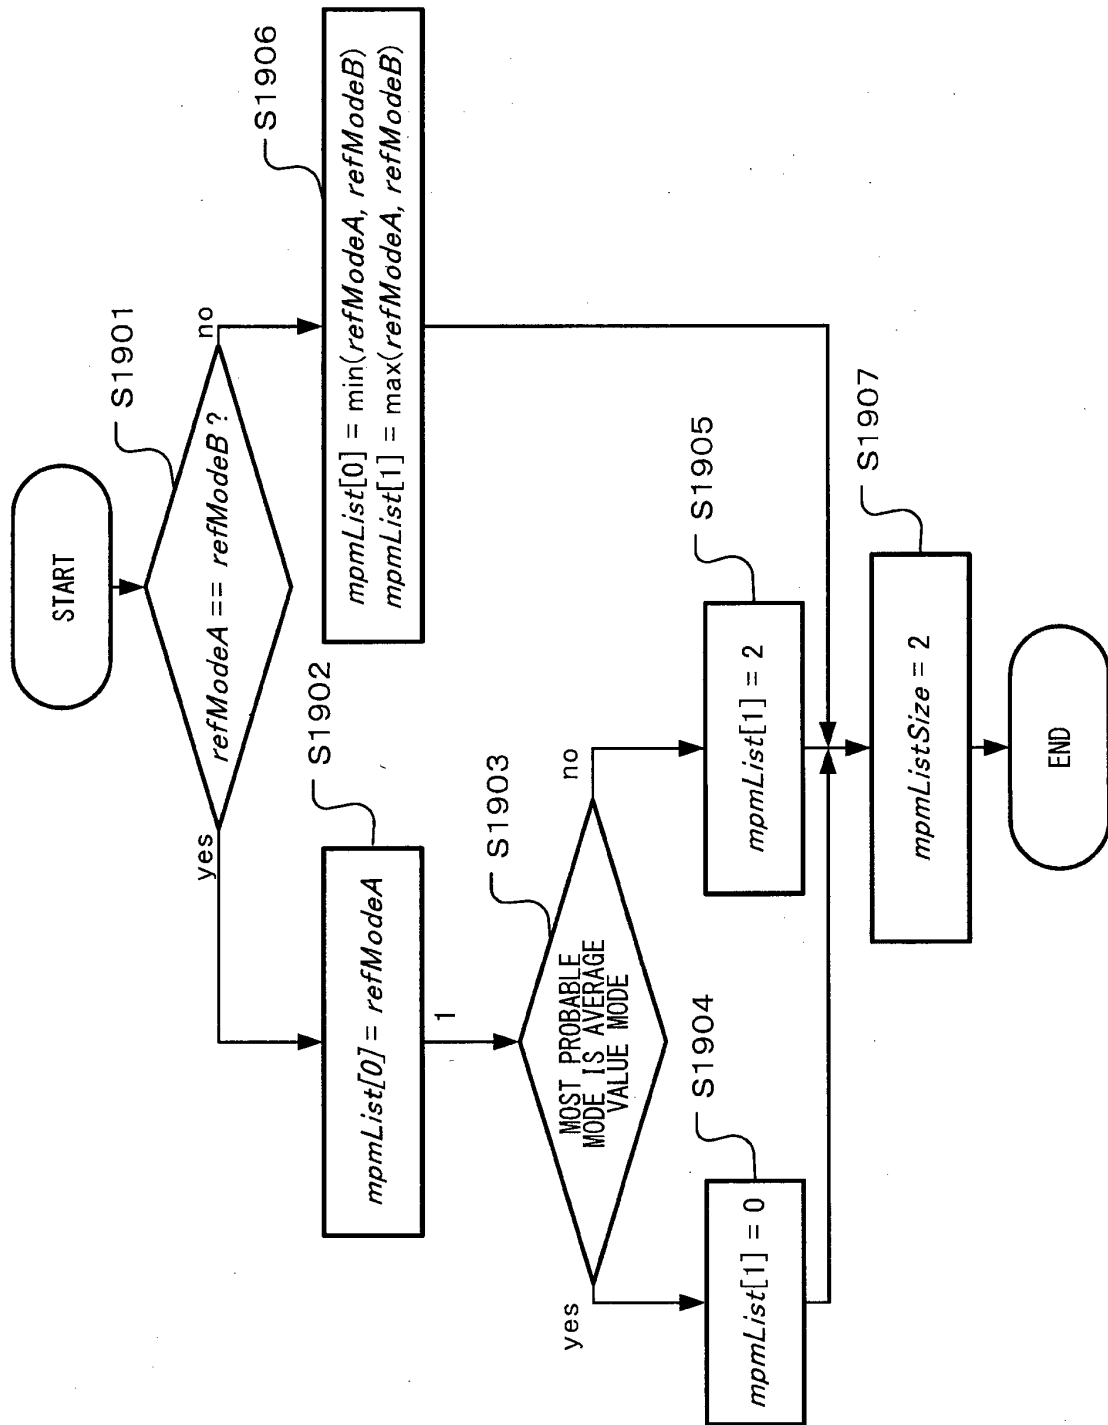 START
S1901
refModeA == refModeB ?
yes
no
S1902
mpmList[0] = refModeA
S1906
mpmList[0] = min(refModeA, refModeB)
mpmList[1] = max(refModeA, refModeB)
1
S1903
MOST PROBABLE
MODE IS AVERAGE
VALUE MODE
yes
no
S1904
mpmList[1] = 0
S1905
mpmList[1] = 2
S1907
mpmListSize = 2
END